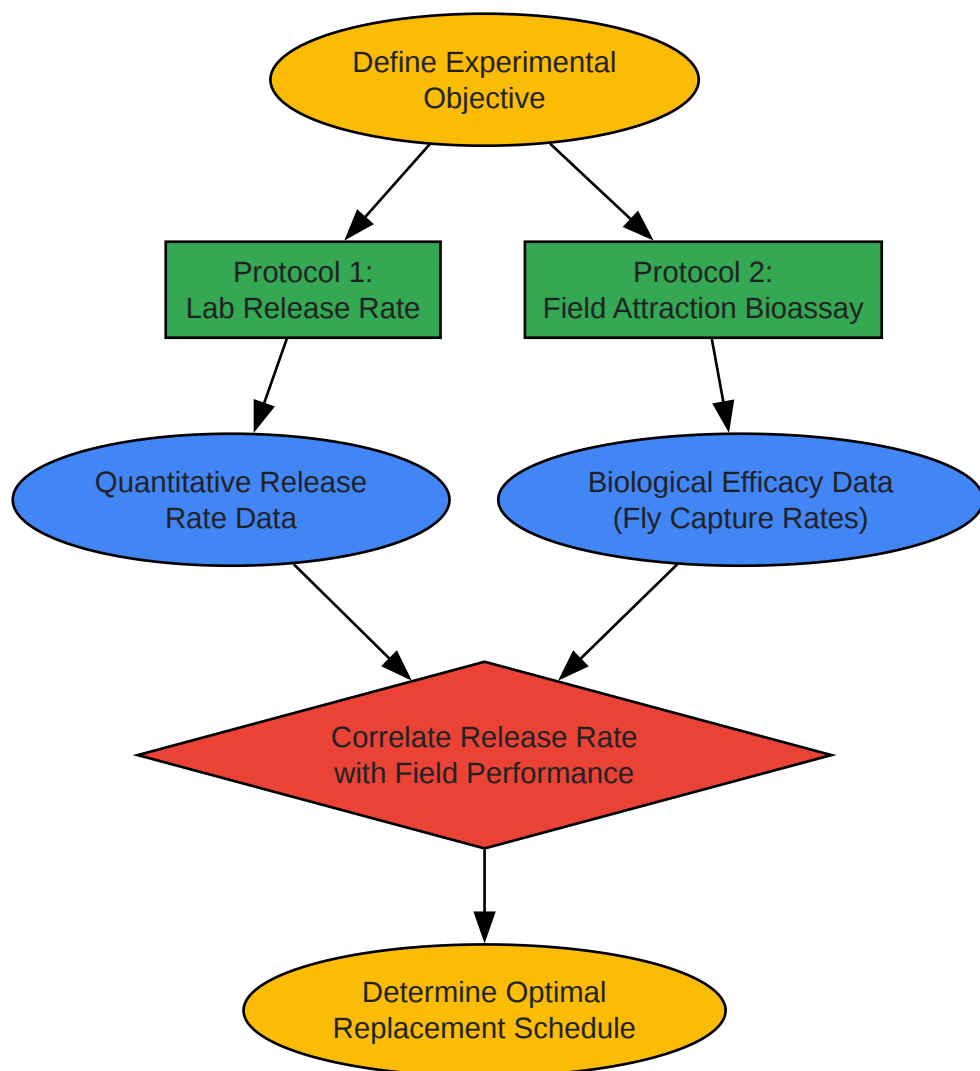 Define Experimental
Objective
Protocol 1:
Lab Release Rate
Protocol 2:
Field Attraction Bioassay
Quantitative Release
Rate Data
Biological Efficacy Data
(Fly Capture Rates)
Correlate Release Rate
with Field Performance
Determine Optimal
Replacement Schedule